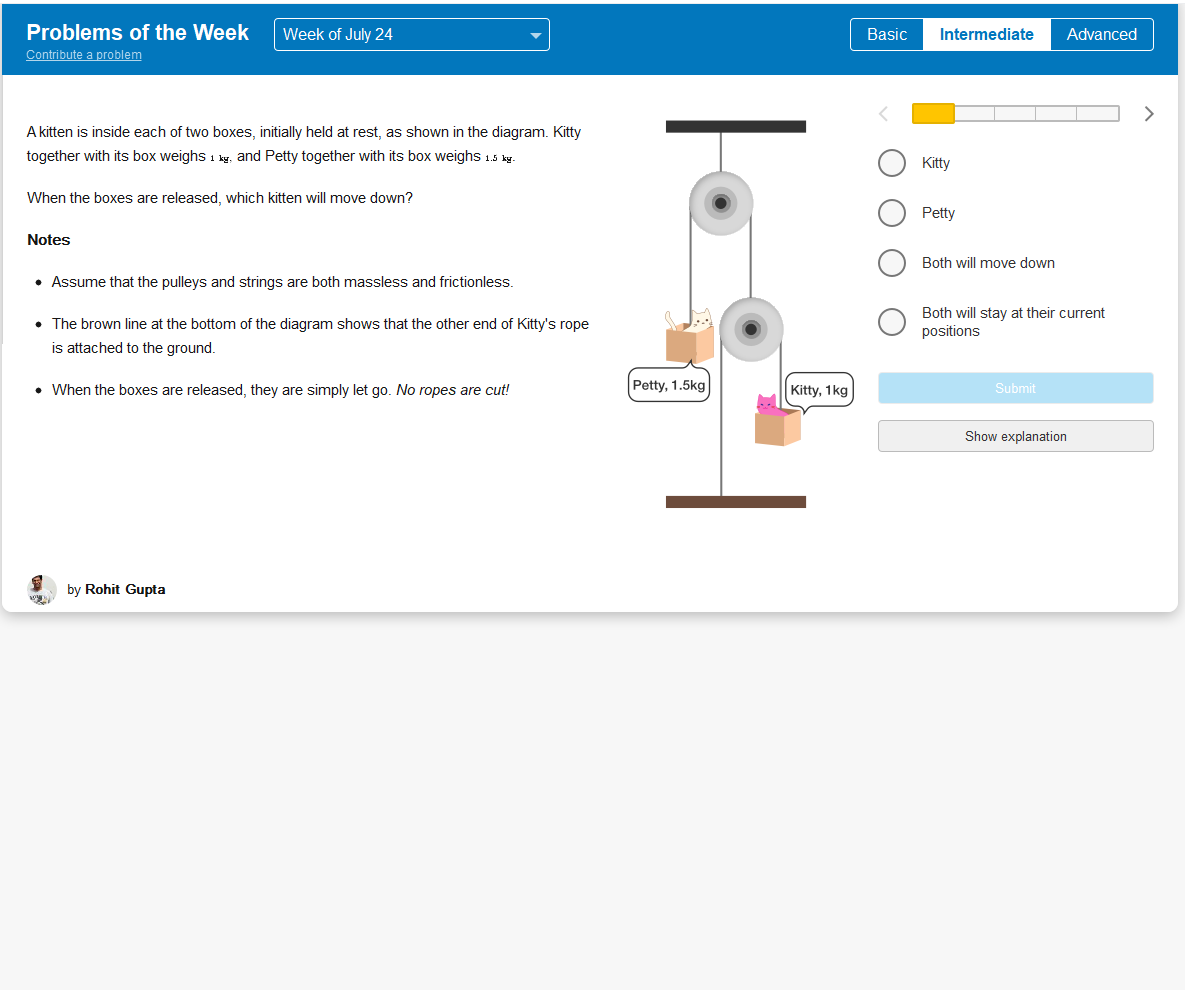 Problems of the Week
Week of July 24
Basic
Intermediate
Advanced
Contribute a problem
A kitten is inside each of two boxes, initially held at rest, as shown in the diagram. Kitty
together with its box weighs 1 kg, and Petty together with its box weighs 1.5 kg.
When the boxes are released, which kitten will move down?
Notes
• Assume that the pulleys and strings are both massless and frictionless.
• The brown line at the bottom of the diagram shows that the other end of Kitty's rope
is attached to the ground.
• When the boxes are released, they are simply let go. No ropes are cut!
Petty, 1.5kg
Kitty, 1kg
Kitty
Petty
Both will move down
Both will stay at their current
positions
Submit
Show explanation
by Rohit Gupta